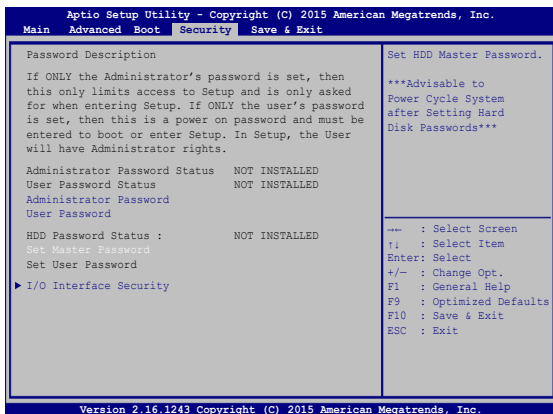 Aptio Setup Utility - Copyright (C) 2015 American Megatrends, Inc.
Main Advanced Boot Security Save & Exit
Password Description
If ONLY the Administrator's password is set, then
this only limits access to Setup and is only asked
for when entering Setup. If ONLY the user's password
is set, then this is a power on password and must be
entered to boot or enter Setup. In Setup, the User
will have Administrator rights.
Administrator Password Status NOT INSTALLED
User Password Status NOT INSTALLED
Administrator Password
User Password
HDD Password Status : NOT INSTALLED
Set Master Password
Set User Password
I/O Interface Security
Set HDD Master Password.
***Advisable to
Power Cycle System
after Setting Hard
Disk Passwords***
→← : Select Screen
↑↓ : Select Item
Enter: Select
+/— : Change Opt.
F1 : General Help
F9 : Optimized Defaults
F10 : Save & Exit
ESC : Exit
Version 2.16.1243 Copyright (C) 2015 American Megatrends, Inc.